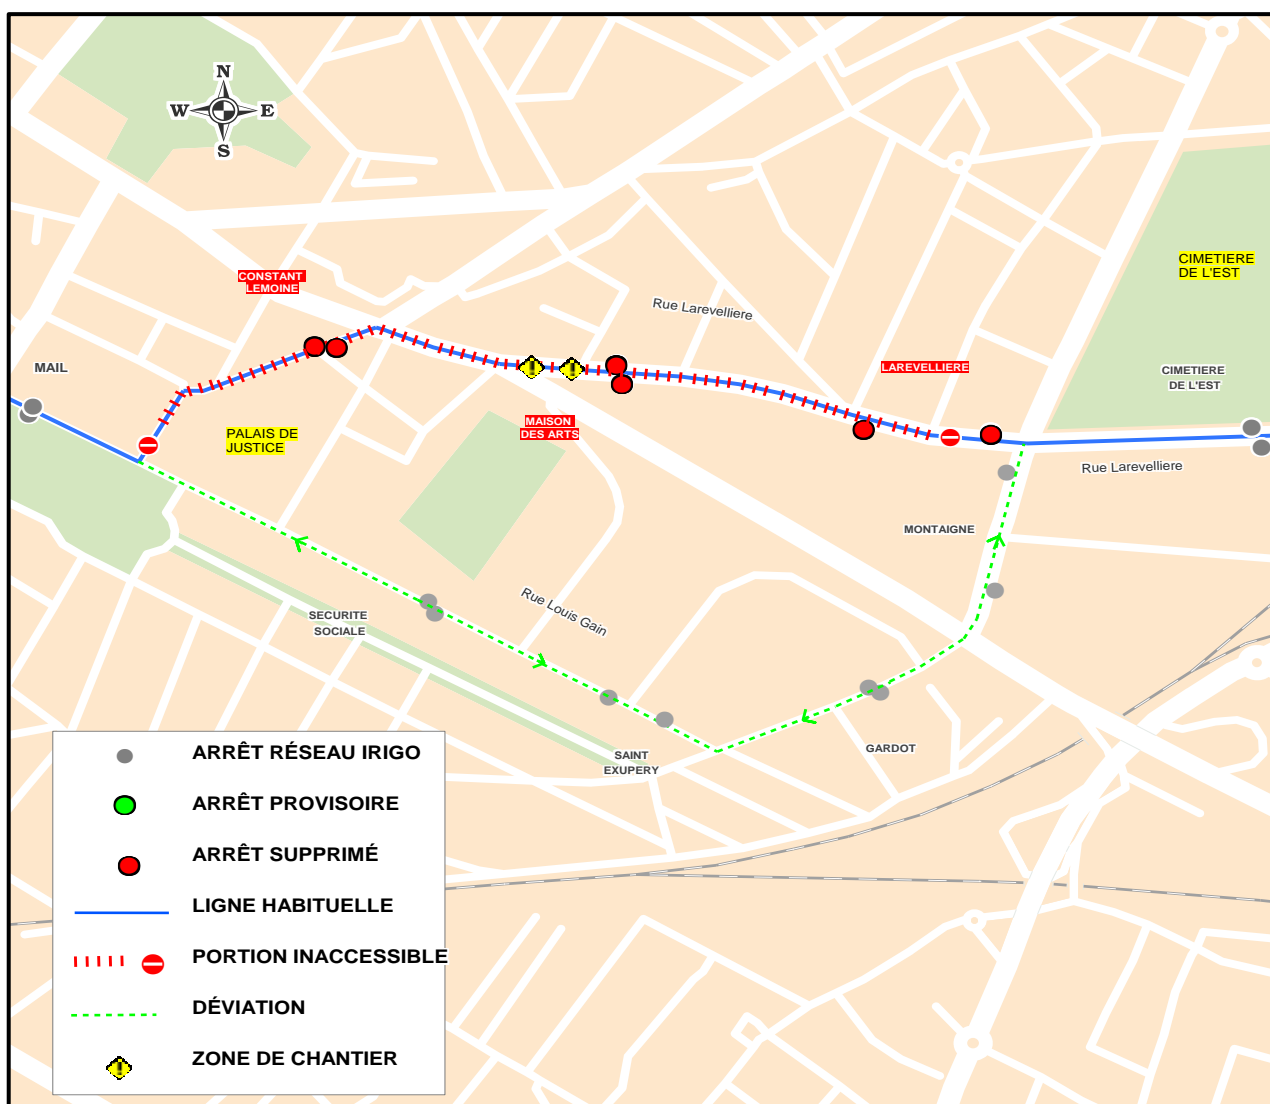 N
W
E
S
CONSTANT
LEMOINE
Rue Larevelliere
CIMETIERE
DE L'EST
MAIL
LAREVELLIERE
CIMETIERE
DE L'EST
PALAIS DE
JUSTICE
MAISON
DES ARTS
Rue Larevelliere
MONTAIGNE
Rue Louis Gain
SECURITE
SOCIALE
SAINT
EXUPERY
GARDOT
ARRÊT RÉSEAU IRIGO
ARRÊT PROVISOIRE
ARRÊT SUPPRIMÉ
LIGNE HABITUELLE
PORTION INACCESSIBLE
DÉVIATION
ZONE DE CHANTIER